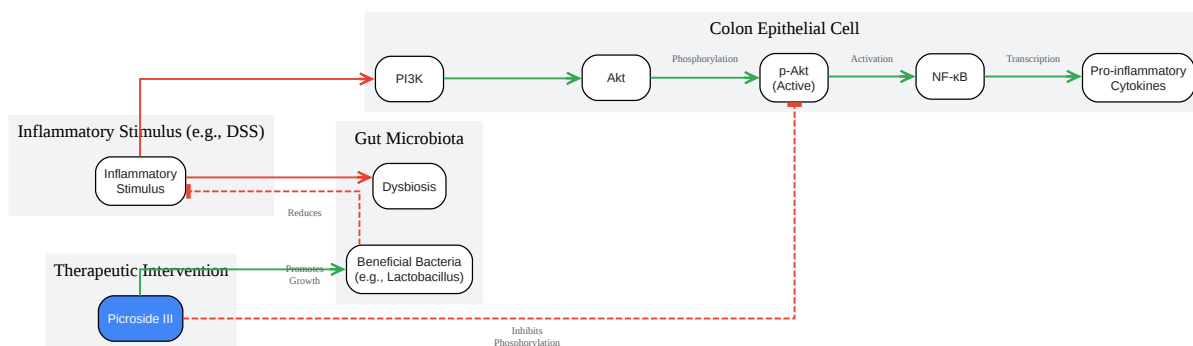 Colon Epithelial Cell
PI3K
Akt
Phosphorylation
p-Akt
(Active)
Activation
NF-κB
Transcription
Pro-inflammatory
Cytokines
Inflammatory Stimulus (e.g., DSS)
Inflammatory
Stimulus
Gut Microbiota
Dysbiosis
Reduces
Beneficial Bacteria
(e.g., Lactobacillus)
Therapeutic Intervention
Promotes
Growth
Picroside III
Inhibits
Phosphorylation